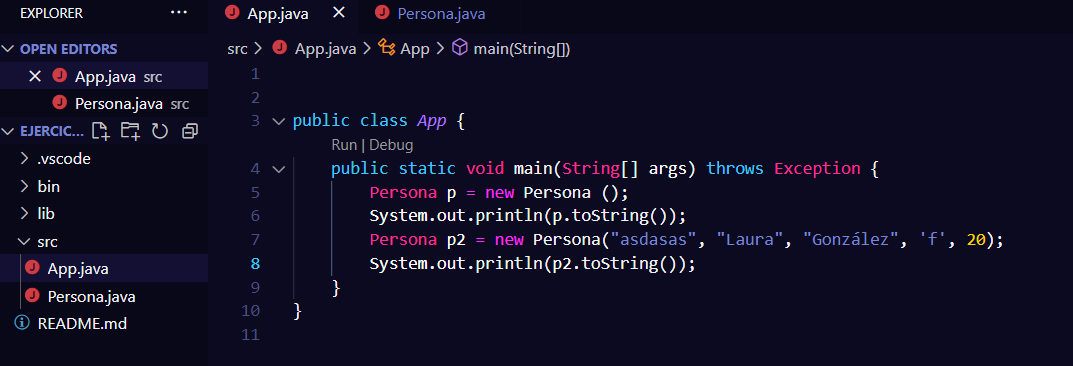 EXPLORER ...
OPEN EDITORS
App.java src
Persona.java src
EJERCIC...
.vscode
bin
lib
src
App.java
Persona.java
README.md
App.java Persona.java
src > App.java > App > main(String[])
1
2
3 public class App {
Run | Debug
4 public static void main(String[] args) throws Exception {
5 Persona p = new Persona ();
6 System.out.println(p.toString());
7 Persona p2 = new Persona("asdasas", "Laura", "González", 'f', 20);
8 System.out.println(p2.toString());
9 }
10 }
11